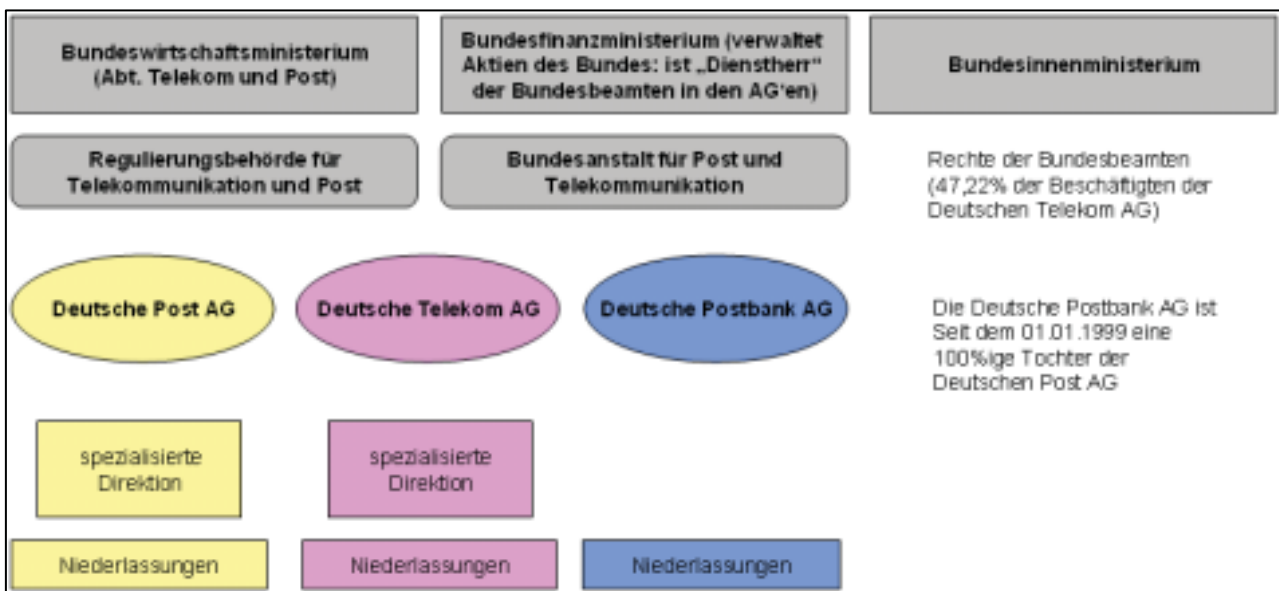 Bundeswirtschaftsministerium
(Abt. Telekom und Post)
Bundesfinanzministerium (verwaltet
Aktien des Bundes: ist „Dienstherr"
der Bundesbeamten in den AG'en)
Bundesinnenministerium
Regulierungsbehörde für
Telekommunikation und Post
Bundesanstalt für Post und
Telekommunikation
Rechte der Bundesbeamten
(47,22% der Beschäftigten der
Deutschen Telekom AG)
Deutsche Post AG
Deutsche Telekom AG
Deutsche Postbank AG
Die Deutsche Postbank AG ist
Seit dem 01.01.1999 eine
100%ige Tochter der
Deutschen Post AG
spezialisierte
Direktion
spezialisierte
Direktion
Niederlassungen
Niederlassungen
Niederlassungen